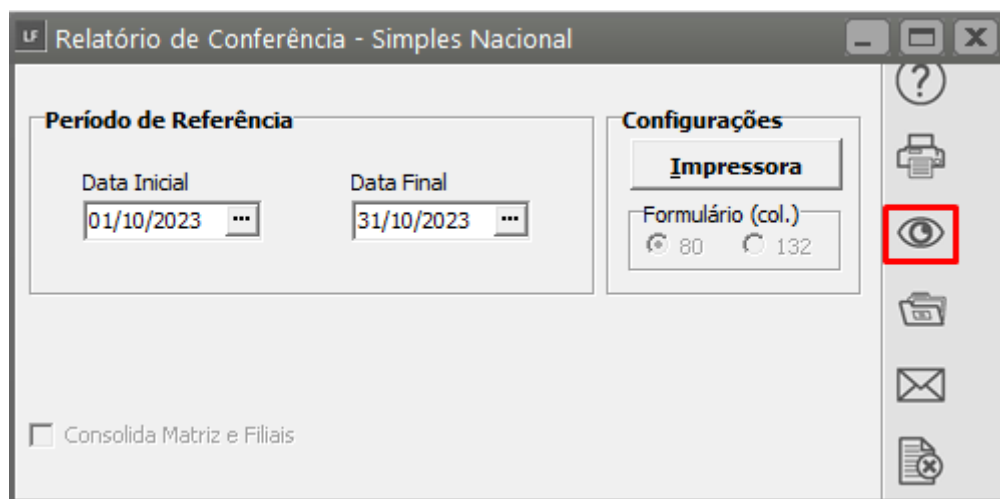 LF Relatório de Conferência - Simples Nacional
Período de Referência
Data Inicial
Data Final
01/10/2023 ...
31/10/2023 ...
Configurações
Impressora
Formulário (col.)
80
132
Consolida Matriz e Filiais